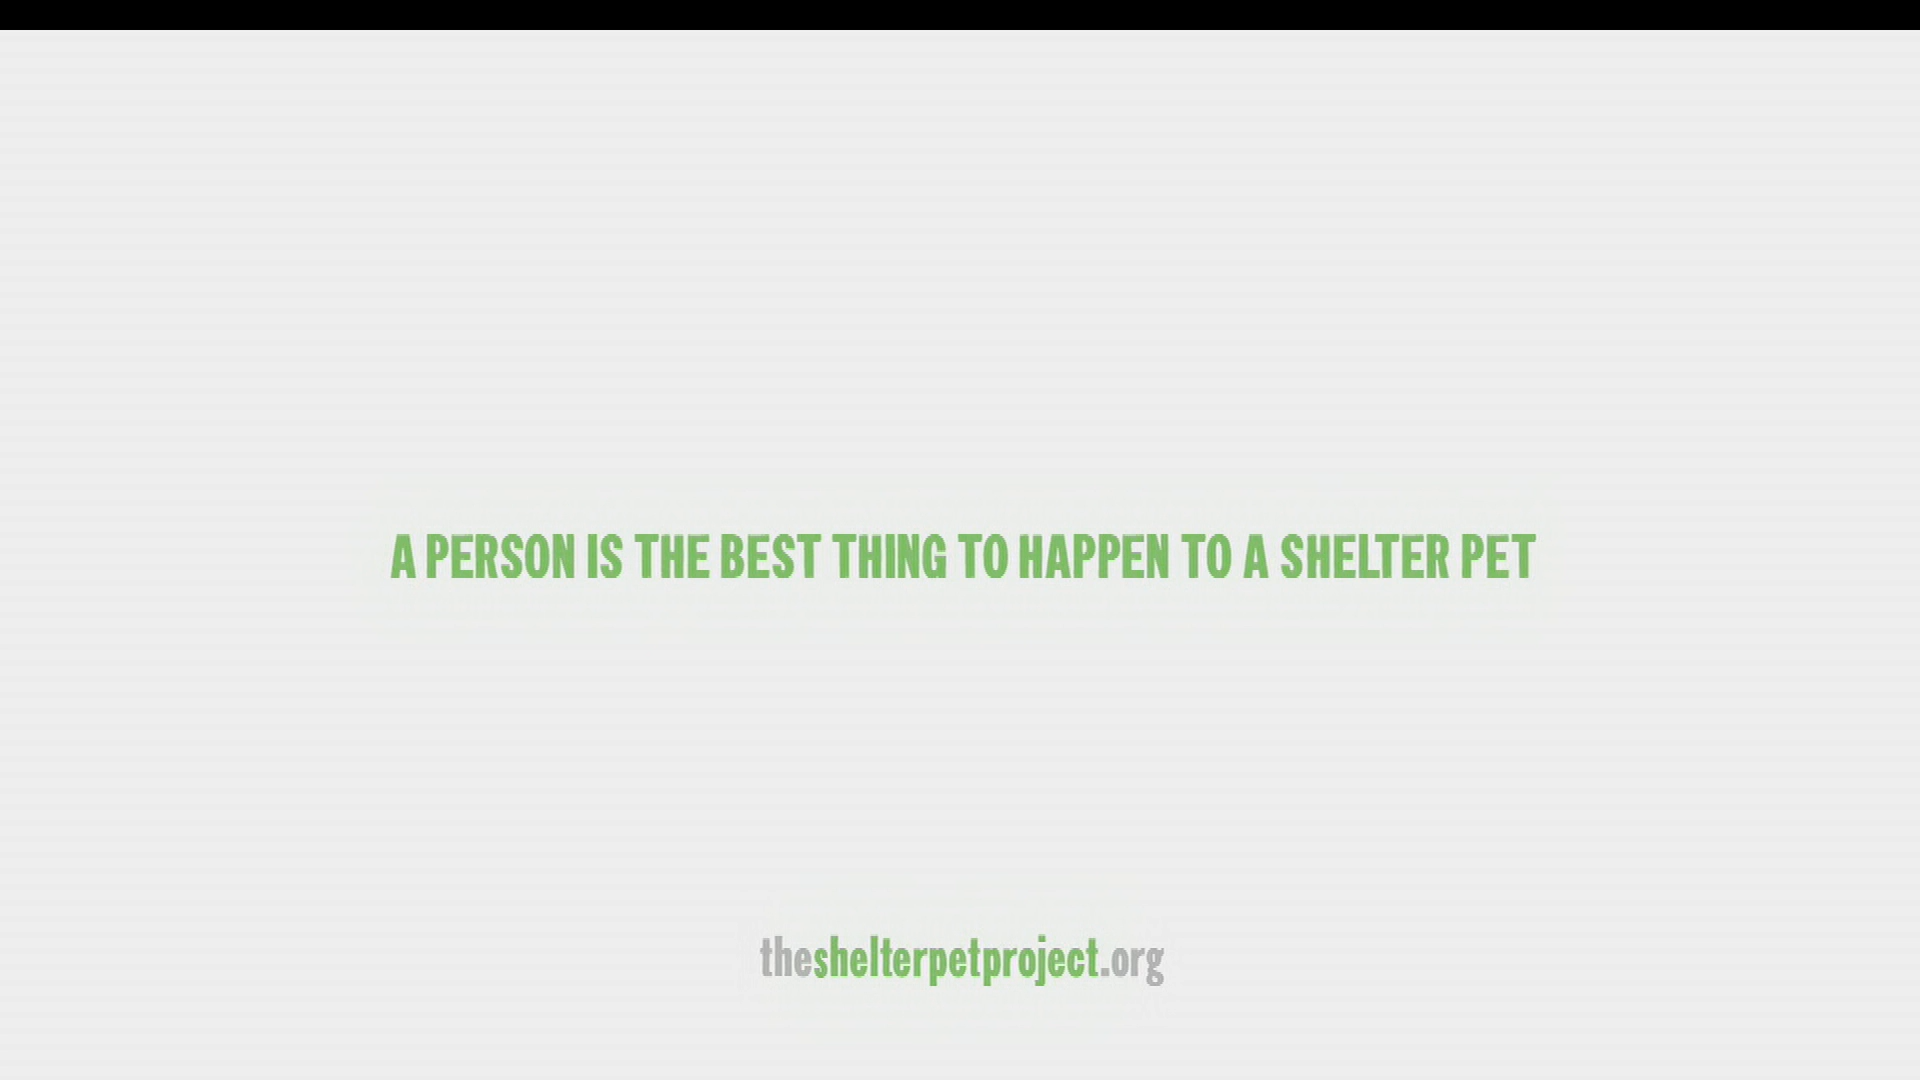 A PERSON IS THE BEST THING TO HAPPEN TO A SHELTER PET
theshelterpetproject.org